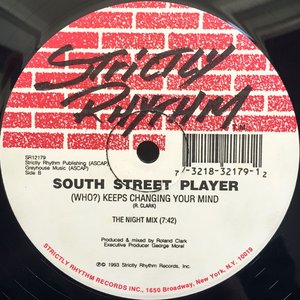 STRICTLY
RHYTHM
SR12179
Strictly Rhythm Publishing (ASCAP)
Greyhouse Music (ASCAP)
Side B
7-3218-32179-1 2
SOUTH STREET PLAYER
(WHO?) KEEPS CHANGING YOUR MIND
(R. CLARK)
THE NIGHT MIX (7:42)
Produced & mixed by Roland Clark
Executive Producer George Morel
℗ © 1993 Strictly Rhythm Records, Inc.
STRICTLY RHYTHM RECORDS INC., 1650 Broadway, New York, N.Y. 10019